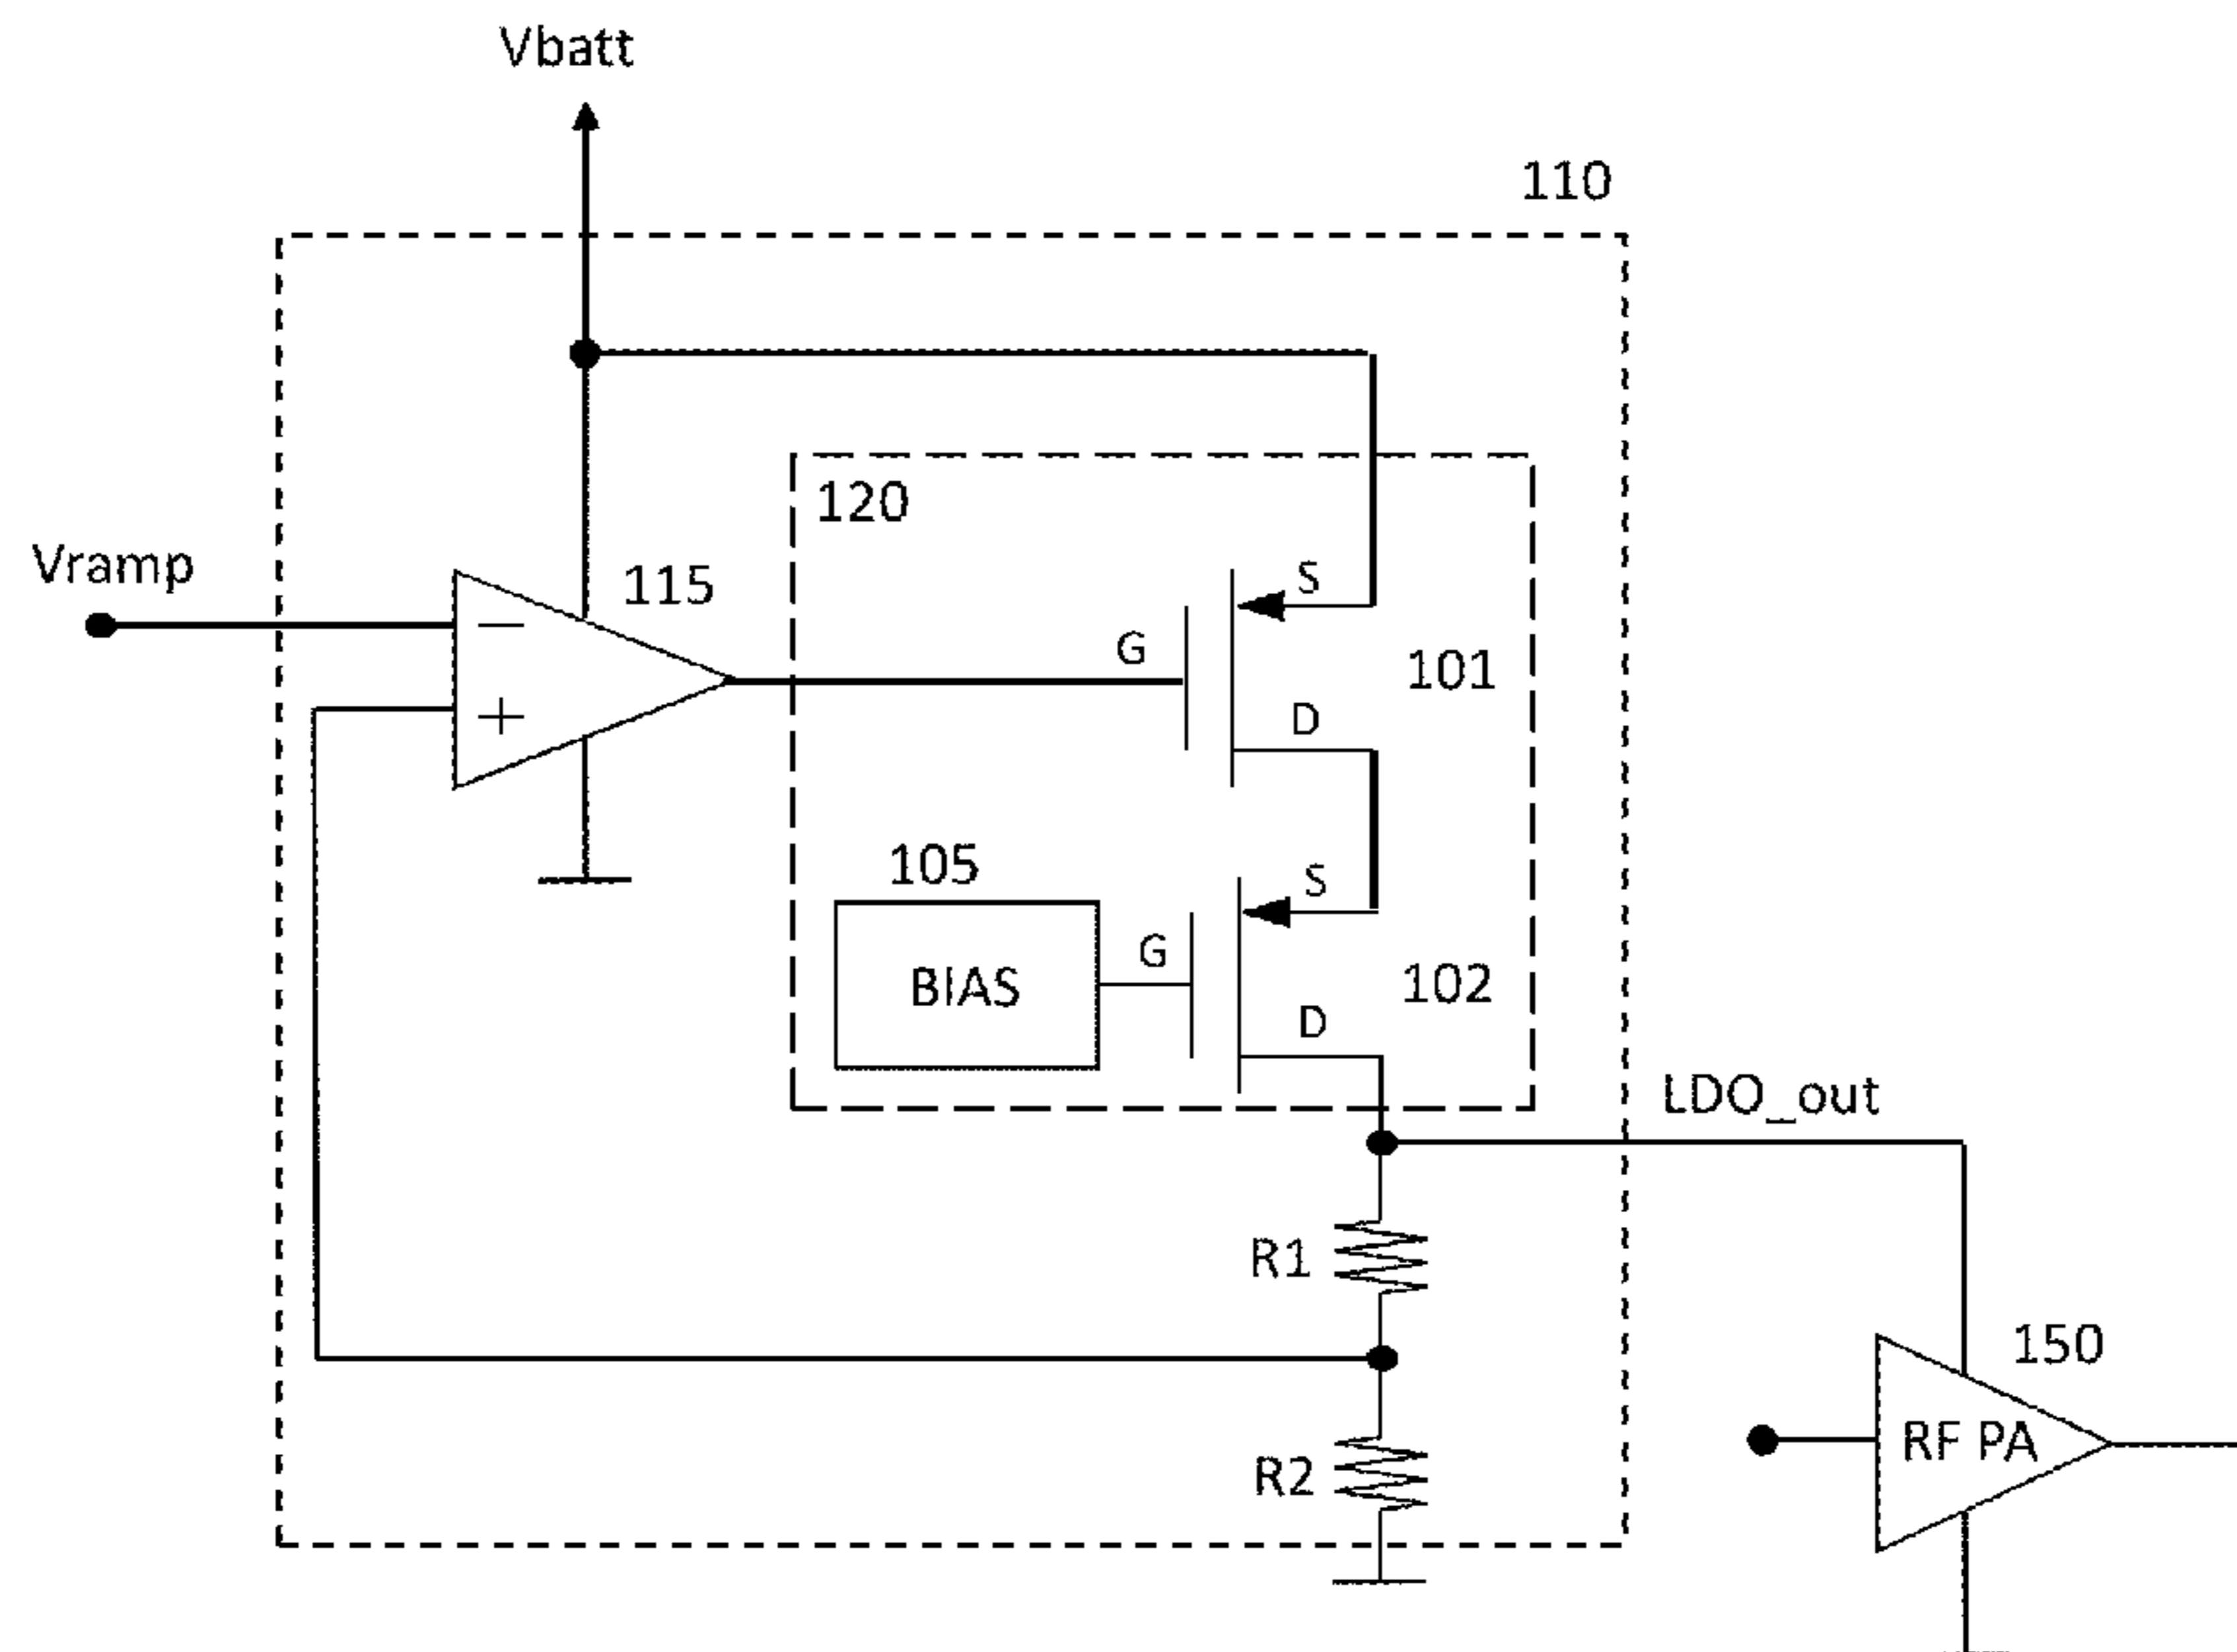 Vbatt
110
120
Vramp
115
S
G
101
D
105
S
G
BIAS
102
D
LDO_out
R1
150
RF PA
R2